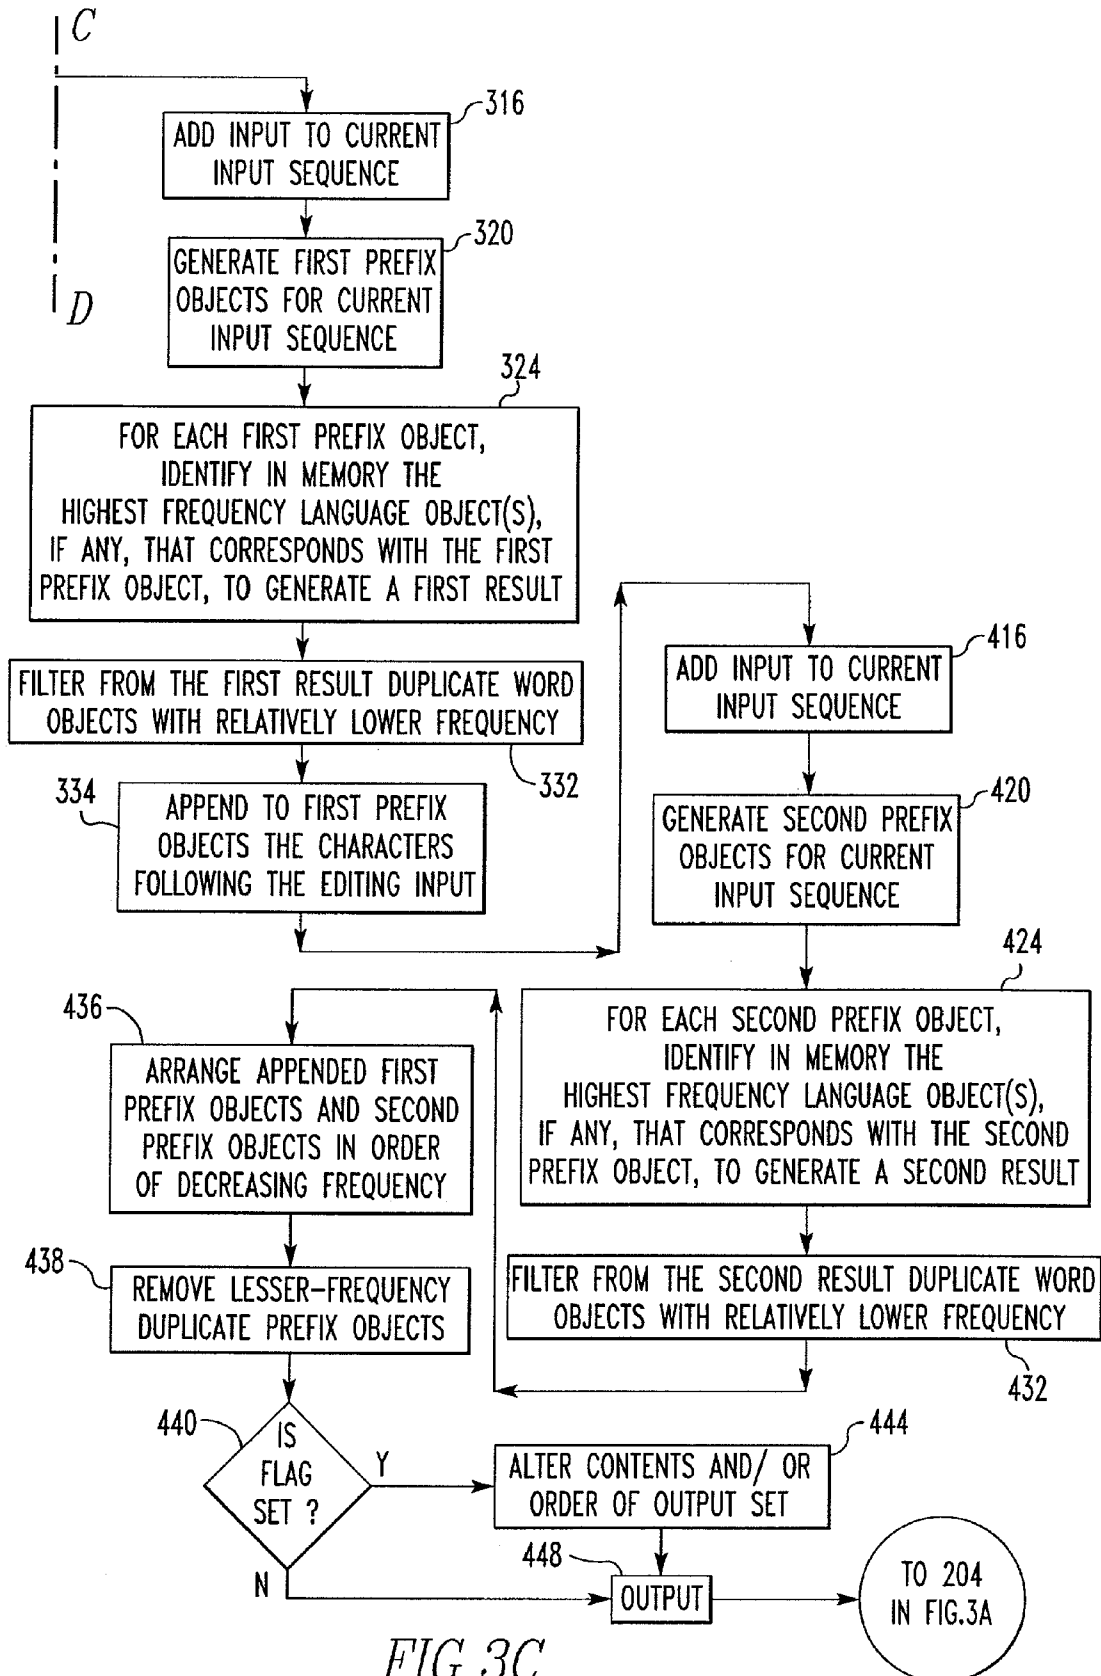 C
316
ADD INPUT TO CURRENT
INPUT SEQUENCE
320
GENERATE FIRST PREFIX
OBJECTS FOR CURRENT
INPUT SEQUENCE
D
324
FOR EACH FIRST PREFIX OBJECT,
IDENTIFY IN MEMORY THE
HIGHEST FREQUENCY LANGUAGE OBJECT(S),
IF ANY, THAT CORRESPONDS WITH THE FIRST
PREFIX OBJECT, TO GENERATE A FIRST RESULT
FILTER FROM THE FIRST RESULT DUPLICATE WORD
OBJECTS WITH RELATIVELY LOWER FREQUENCY
332
334
APPEND TO FIRST PREFIX
OBJECTS THE CHARACTERS
FOLLOWING THE EDITING INPUT
416
ADD INPUT TO CURRENT
INPUT SEQUENCE
420
GENERATE SECOND PREFIX
OBJECTS FOR CURRENT
INPUT SEQUENCE
424
FOR EACH SECOND PREFIX OBJECT,
IDENTIFY IN MEMORY THE
HIGHEST FREQUENCY LANGUAGE OBJECT(S),
IF ANY, THAT CORRESPONDS WITH THE SECOND
PREFIX OBJECT, TO GENERATE A SECOND RESULT
FILTER FROM THE SECOND RESULT DUPLICATE WORD
OBJECTS WITH RELATIVELY LOWER FREQUENCY
432
436
ARRANGE APPENDED FIRST
PREFIX OBJECTS AND SECOND
PREFIX OBJECTS IN ORDER
OF DECREASING FREQUENCY
438
REMOVE LESSER-FREQUENCY
DUPLICATE PREFIX OBJECTS
440
IS
FLAG
SET ?
Y
444
ALTER CONTENTS AND/ OR
ORDER OF OUTPUT SET
N
448
OUTPUT
TO 204
IN FIG.3A
FIG.3C